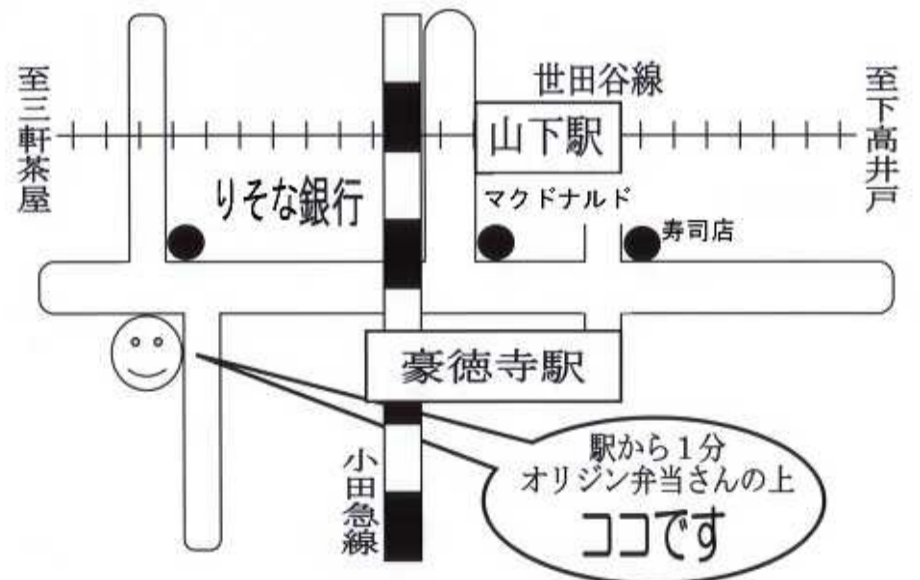 世田谷線
至三軒茶屋
至下高井戸
山下駅
りそな銀行
マクドナルド
寿司店
豪徳寺駅
小田急線
駅から1分
オリジン弁当さんの上
ココです